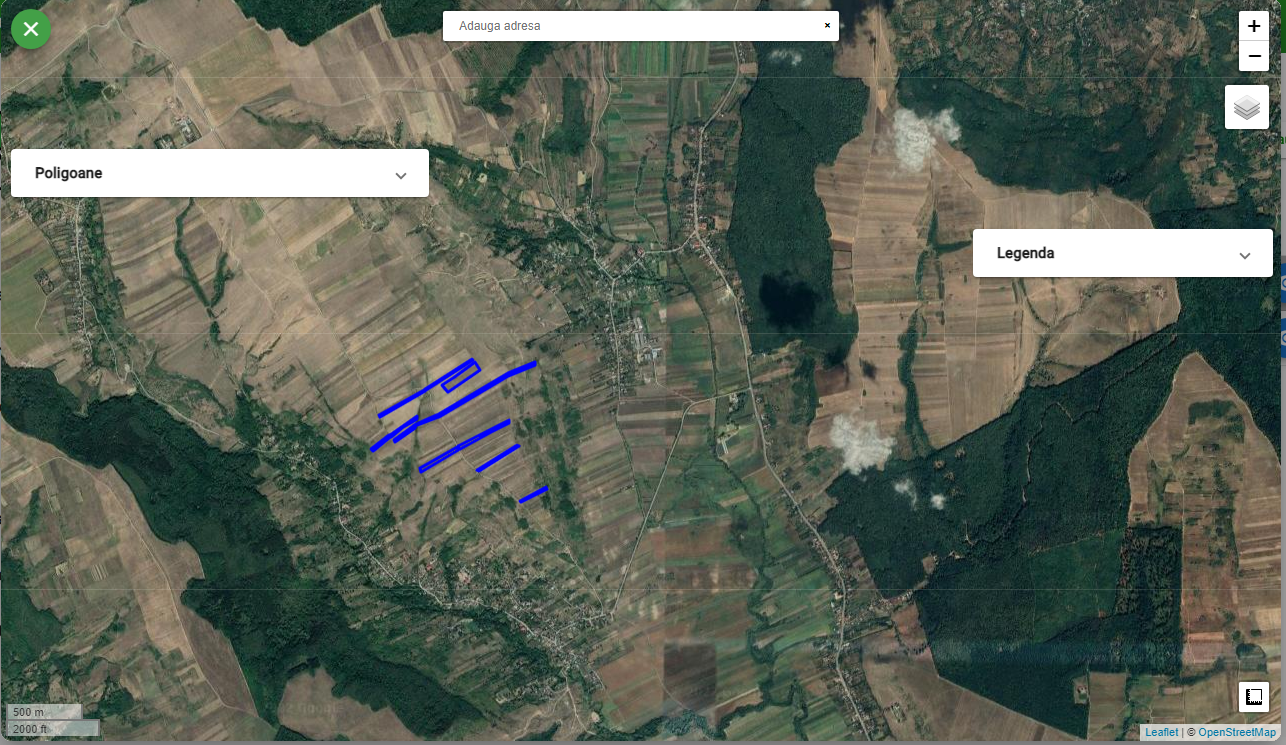 Adauga adresa ×
+
−
Poligoane
Legenda
500 m
2000 ft
Leaflet | © OpenStreetMap